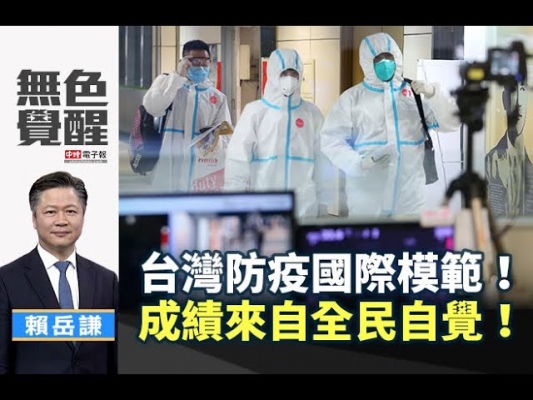 無色
覺醒
中時電子報
賴岳謙
台灣防疫國際模範！
成績來自全民自覺！